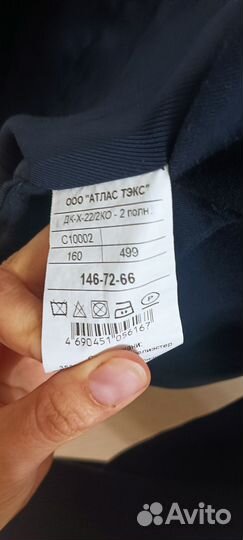 ООО "АТЛАС ТЭКС"
ДК-Х-22/2КО - 2 полн.
С10002
160 499
146-72-66
P
4 690451 056167
Avito